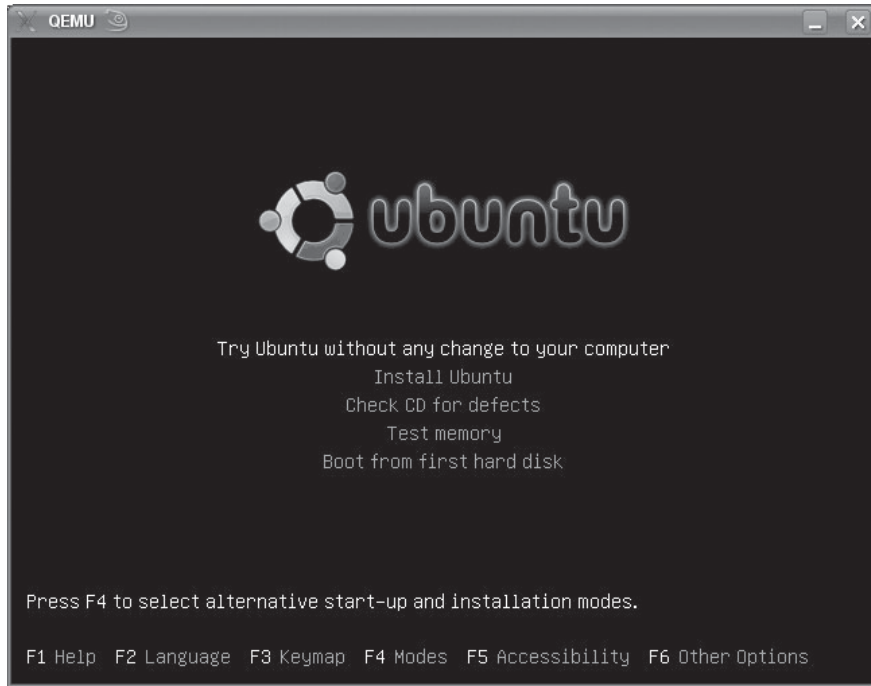 QEMU
ubuntu
Try Ubuntu without any change to your computer
Install Ubuntu
Check CD for defects
Test memory
Boot from first hard disk
Press F4 to select alternative start-up and installation modes.
F1 Help F2 Language F3 Keymap F4 Modes F5 Accessibility F6 Other Options